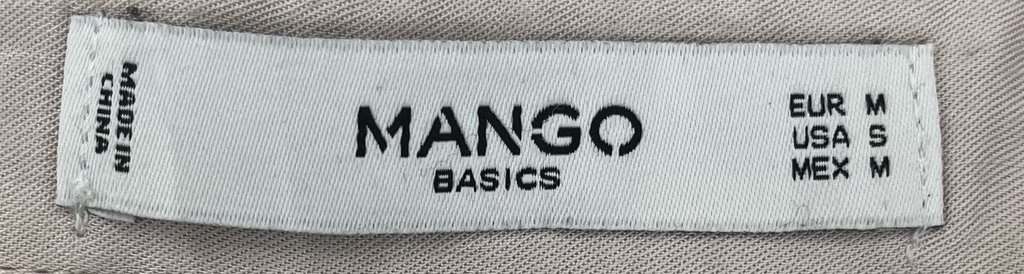 MADE IN
CHINA
MANGO
BASICS
EUR M
USA S
MEX M